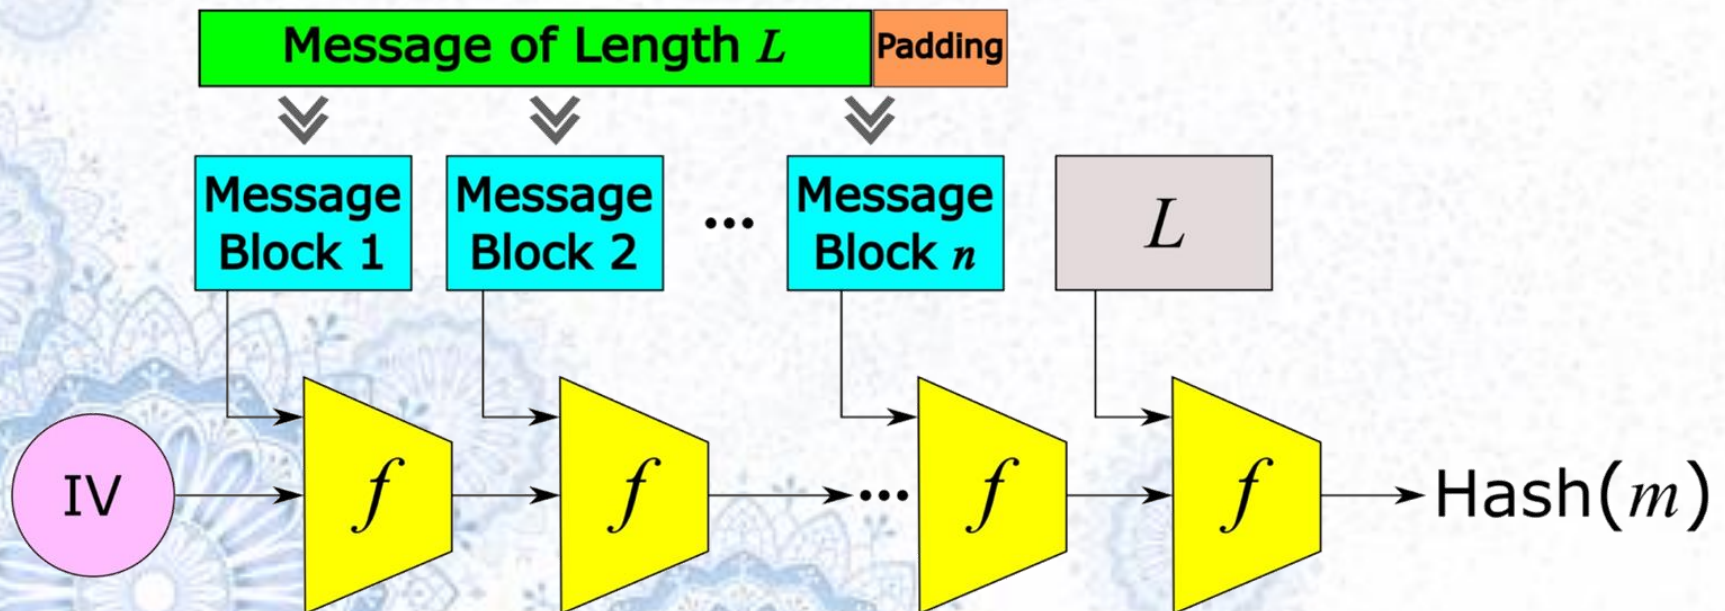 Message of Length L
Padding
Message
Block 1
Message
Block 2
...
Message
Block n
L
IV
f
f
...
f
f
Hash(m)